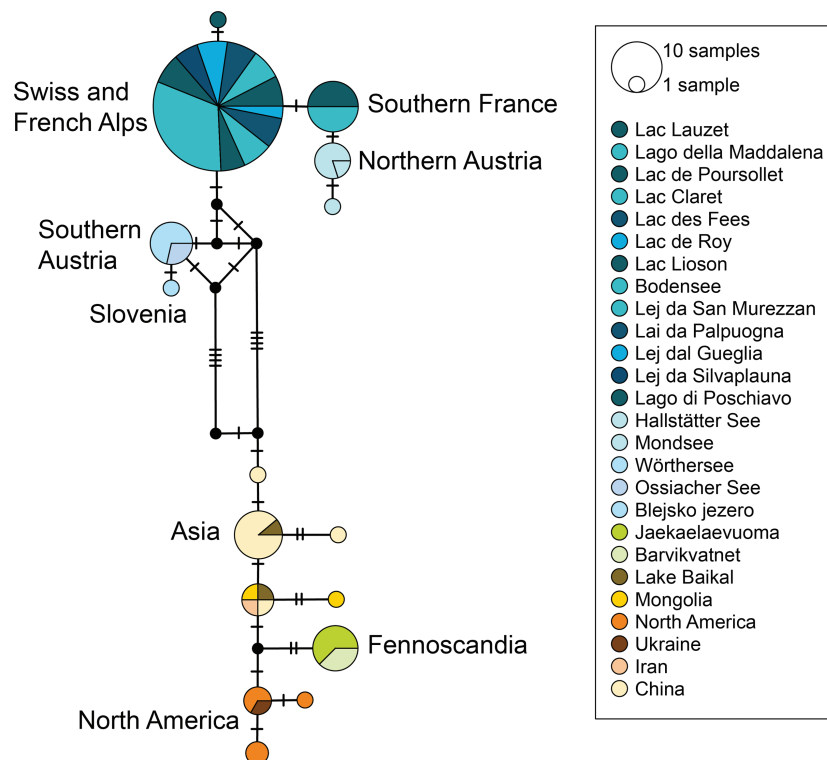 Swiss and
French Alps
Southern France
Northern Austria
Southern
Austria
Slovenia
Asia
Fennoscandia
North America
10 samples
1 sample
Lac Lauzet
Lago della Maddalena
Lac de Poursollet
Lac Claret
Lac des Fees
Lac de Roy
Lac Lioson
Bodensee
Lej da San Murezzan
Lai da Palpuogna
Lej dal Gueglia
Lej da Silvaplauna
Lago di Poschiavo
Hallstätter See
Mondsee
Wörthersee
Ossiacher See
Blejsko jezero
Jaekaelaevuoma
Barvikvatnet
Lake Baikal
Mongolia
North America
Ukraine
Iran
China